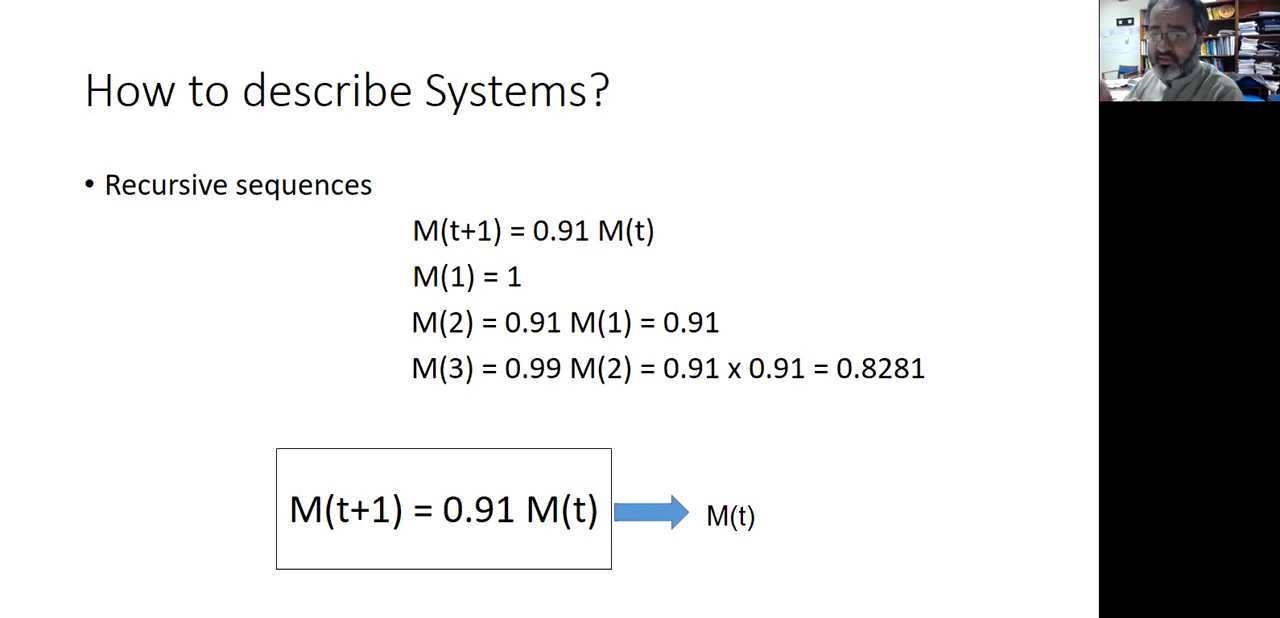 How to describe Systems?
• Recursive sequences
M(t+1) = 0.91 M(t)
M(1) = 1
M(2) = 0.91 M(1) = 0.91
M(3) = 0.99 M(2) = 0.91 x 0.91 = 0.8281
M(t+1) = 0.91 M(t)
M(t)